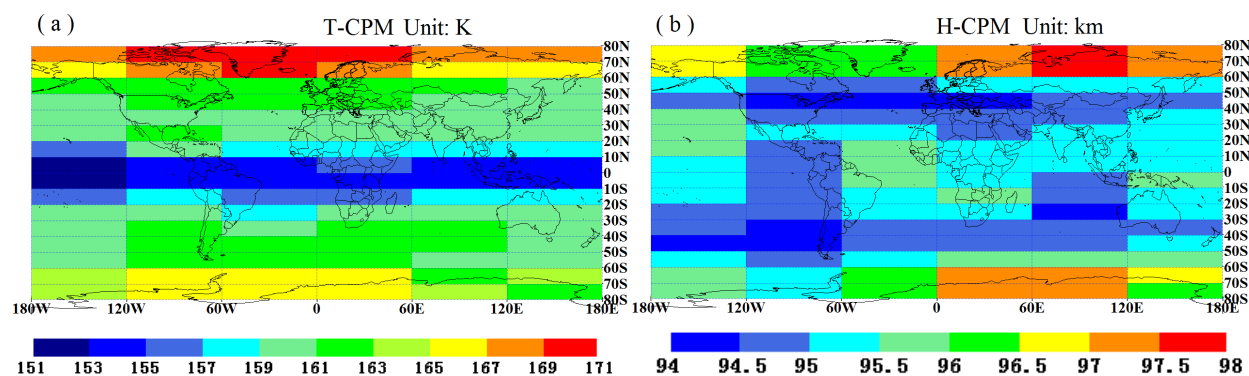 ( a ) T-CPM Unit: K
80N
70N
60N
50N
40N
30N
20N
10N
0
10S
20S
30S
40S
50S
60S
70S
80S
180W 120W 60W 0 60E 120E 180E
151 153 155 157 159 161 163 165 167 169 171
( b ) H-CPM Unit: km
80N
70N
60N
50N
40N
30N
20N
10N
0
10S
20S
30S
40S
50S
60S
70S
80S
180W 120W 60W 0 60E 120E 180E
94 94.5 95 95.5 96 96.5 97 97.5 98